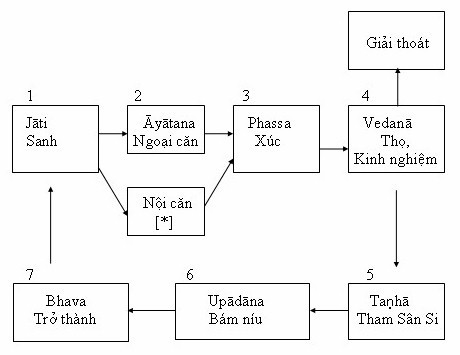 Giải thoát
1
Jāti
Sanh
2
Āyātana
Ngoại căn
3
Phassa
Xúc
4
Vedanā
Thọ,
Kinh nghiệm
Nội căn
[*]
5
Taṇhā
Tham Sân Si
6
Upādāna
Bám níu
7
Bhava
Trở thành